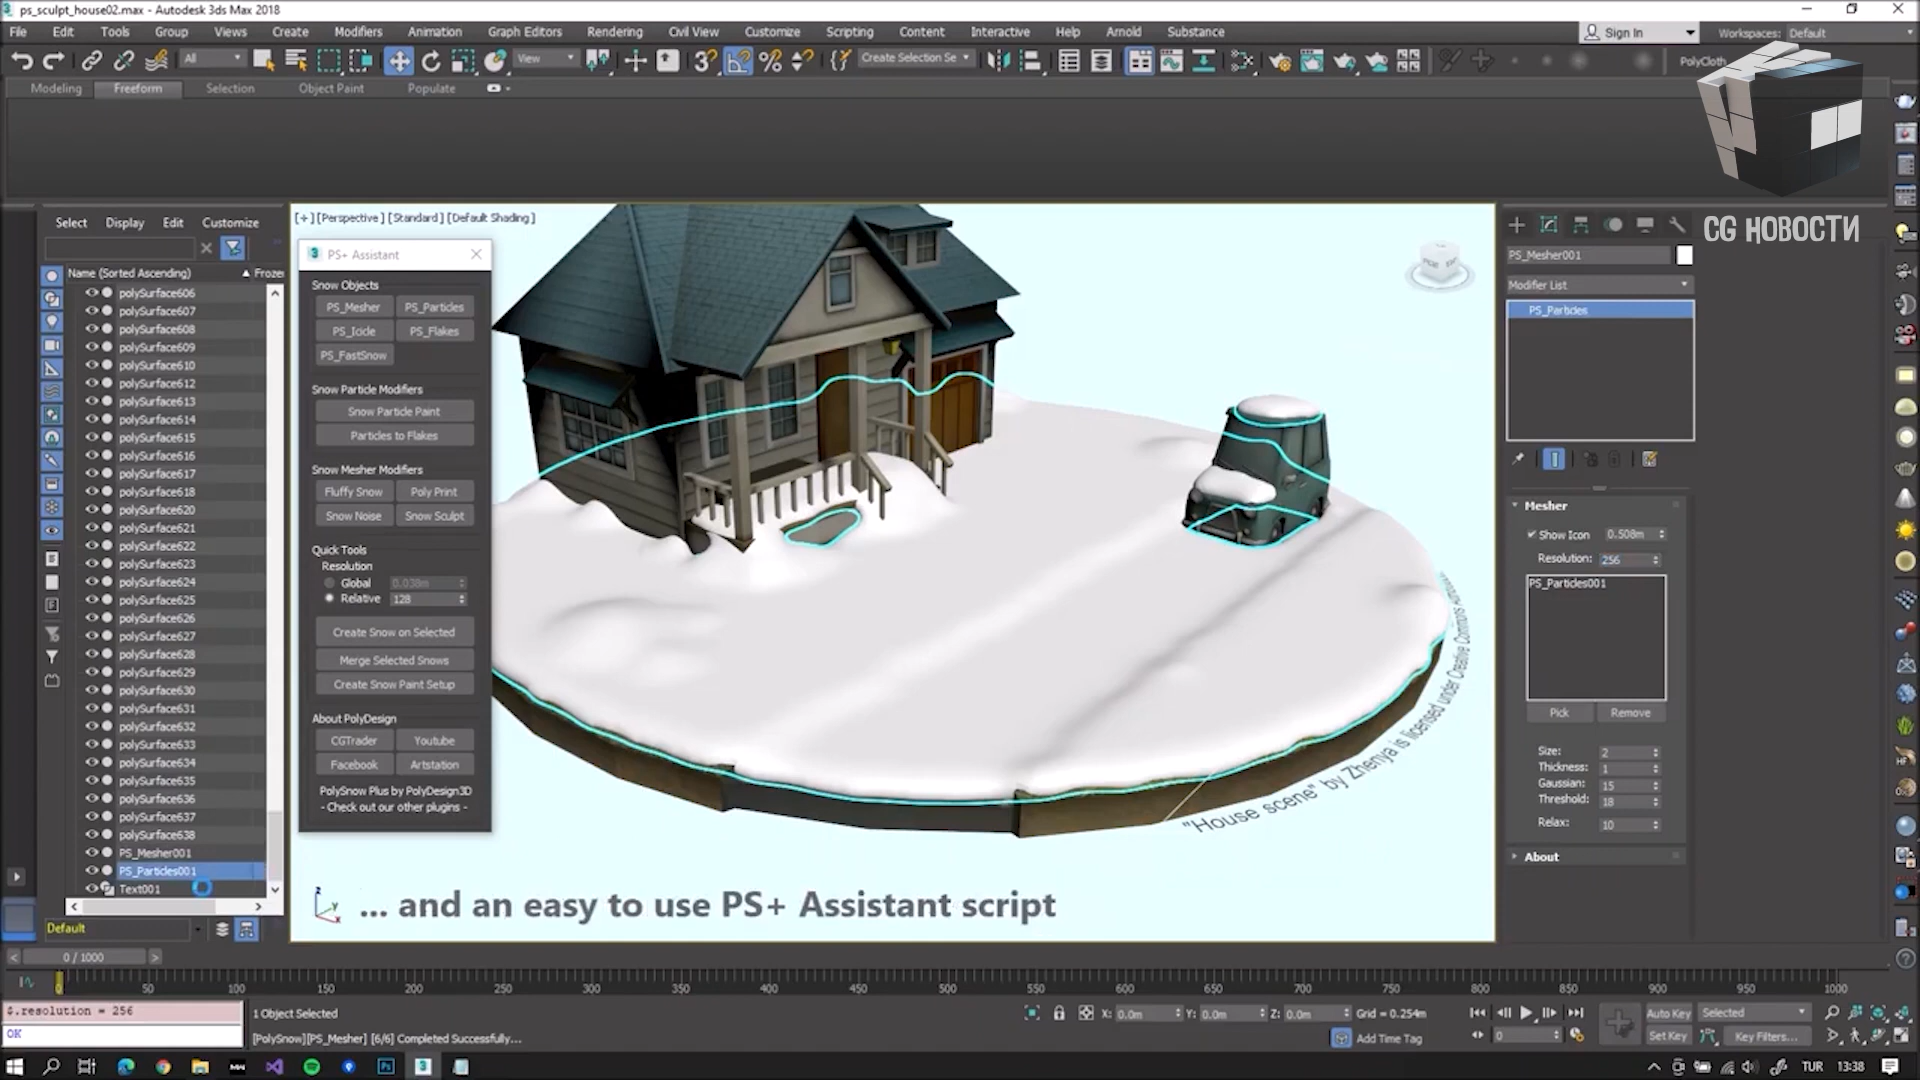 ps_sculpt_house02.max - Autodesk 3ds Max 2018
File Edit Tools Group Views Create Modifiers Animation Graph Editors Rendering Civil View Customize Scripting Content Interactive Help Arnold Substance
Sign In
Workspaces: Default
All
View
Create Selection Se
PolyCloth
Modeling Freeform Selection Object Paint Populate
CG НОВОСТИ
Select Display Edit Customize
Name (Sorted Ascending)
Froze
polySurface606
polySurface607
polySurface608
polySurface609
polySurface610
polySurface612
polySurface613
polySurface614
polySurface615
polySurface616
polySurface617
polySurface618
polySurface620
polySurface621
polySurface622
polySurface623
polySurface624
polySurface625
polySurface626
polySurface627
polySurface628
polySurface629
polySurface630
polySurface631
polySurface632
polySurface633
polySurface634
polySurface635
polySurface636
polySurface637
polySurface638
PS_Mesher001
PS_Particles001
Text001
Default
[+] [Perspective] [Standard] [Default Shading]
PS+ Assistant
Snow Objects
PS_Mesher PS_Particles
PS_Icicle PS_Flakes
PS_FastSnow
Snow Particle Modifiers
Snow Particle Paint
Particles to Flakes
Snow Mesher Modifiers
Fluffy Snow Poly Print
Snow Noise Snow Sculpt
Quick Tools
Resolution
Global 0.038m
Relative 128
Create Snow on Selected
Merge Selected Snows
Create Snow Paint Setup
About PolyDesign
CGTrader Youtube
Facebook Artstation
PolySnow Plus by PolyDesign3D
- Check out our other plugins -
"House scene" by Zhenya is licensed under Creative Commons
... and an easy to use PS+ Assistant script
PS_Mesher001
Modifier List
PS_Particles
Mesher
Show Icon 0.508m
Resolution: 256
PS_Particles001
Pick Remove
Size: 2
Thickness: 1
Gaussian: 15
Threshold: 18
Relax: 10
About
0 / 1000
0 50 100 150 200 250 300 350 400 450 500 550 600 650 700 750 800 850 900 950 1000
$.resolution = 256
OK
1 Object Selected
[PolySnow][PS_Mesher] [6/6] Completed Successfully...
X: 0.0m Y: 0.0m Z: 0.0m Grid = 0.254m
Add Time Tag
0
Auto Key Selected
Set Key Key Filters...
TUR 13:38